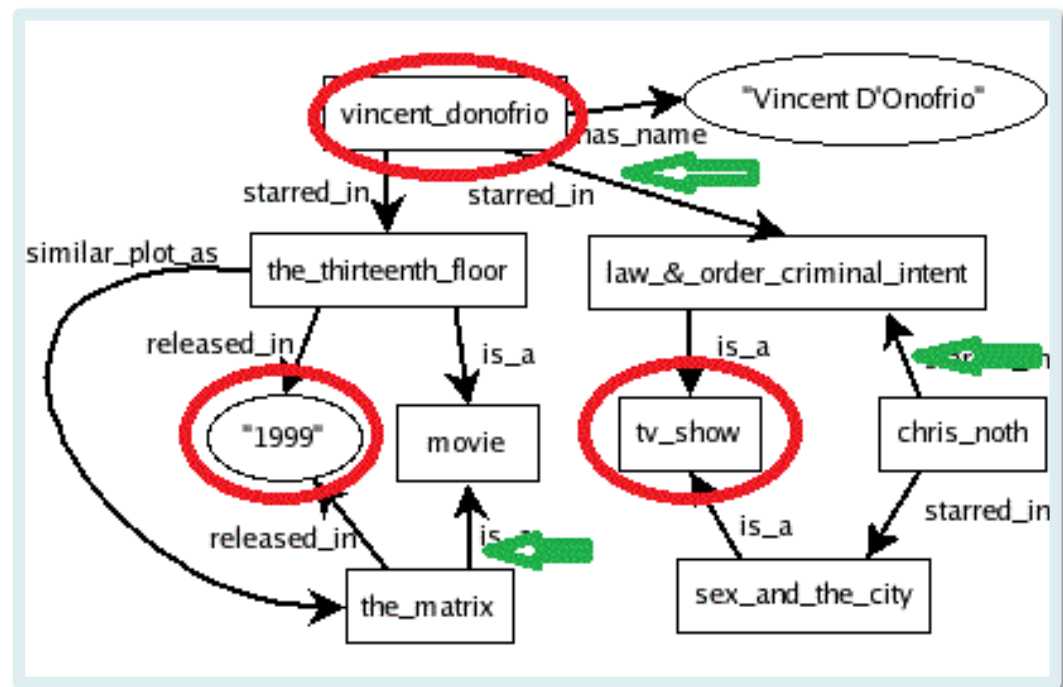 vincent_donofrio
"Vincent D'Onofrio"
has_name
starred_in
starred_in
similar_plot_as
the_thirteenth_floor
law_&_order_criminal_intent
released_in
is_a
is_a
"1999"
movie
tv_show
chris_noth
released_in
is_a
starred_in
the_matrix
sex_and_the_city